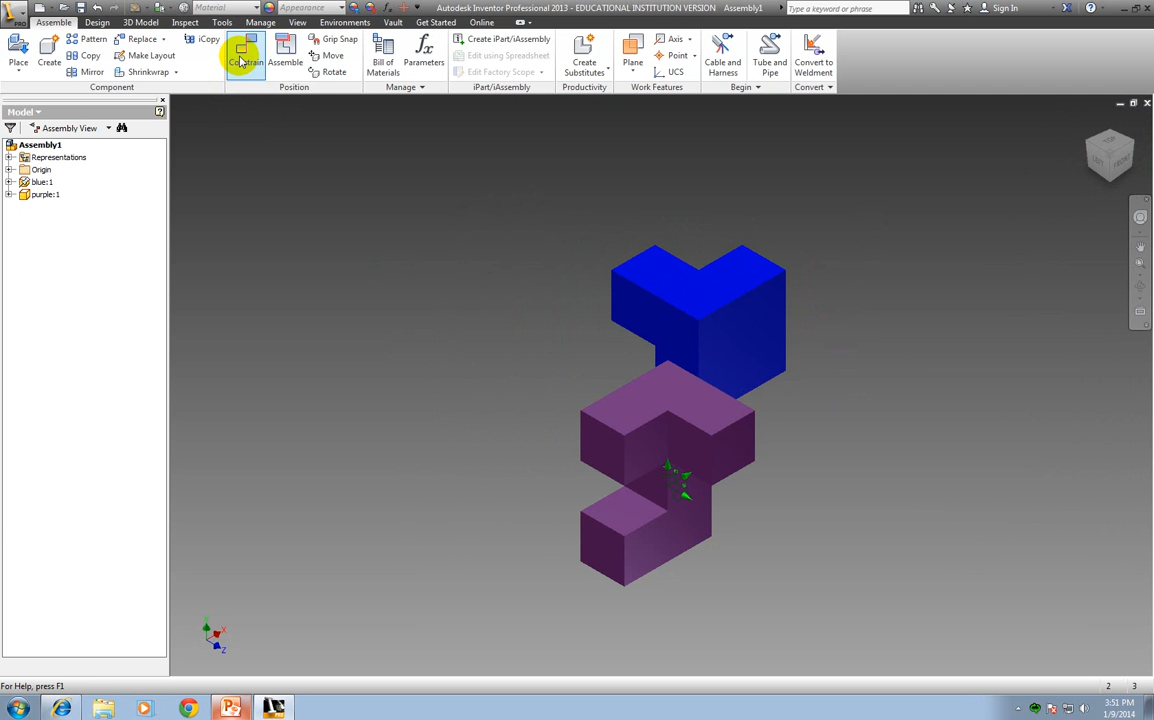 Material
Appearance
Autodesk Inventor Professional 2013 - EDUCATIONAL INSTITUTION VERSION Assembly1
Type a keyword or phrase
Sign In
PRO
Assemble Design 3D Model Inspect Tools Manage View Environments Vault Get Started Online
Place
Create
Pattern
Copy
Mirror
Replace
Make Layout
Shrinkwrap
iCopy
Component
Constrain
Assemble
Grip Snap
Move
Rotate
Position
Bill of
Materials
Parameters
Manage
Create iPart/iAssembly
Edit using Spreadsheet
Edit Factory Scope
iPart/iAssembly
Create
Substitutes
Productivity
Plane
Axis
Point
UCS
Work Features
Cable and
Harness
Tube and
Pipe
Begin
Convert to
Weldment
Convert
Model
Assembly View
Assembly1
Representations
Origin
blue:1
purple:1
LEFT
FRONT
X
Z
For Help, press F1
2 3
3:51 PM
1/9/2014